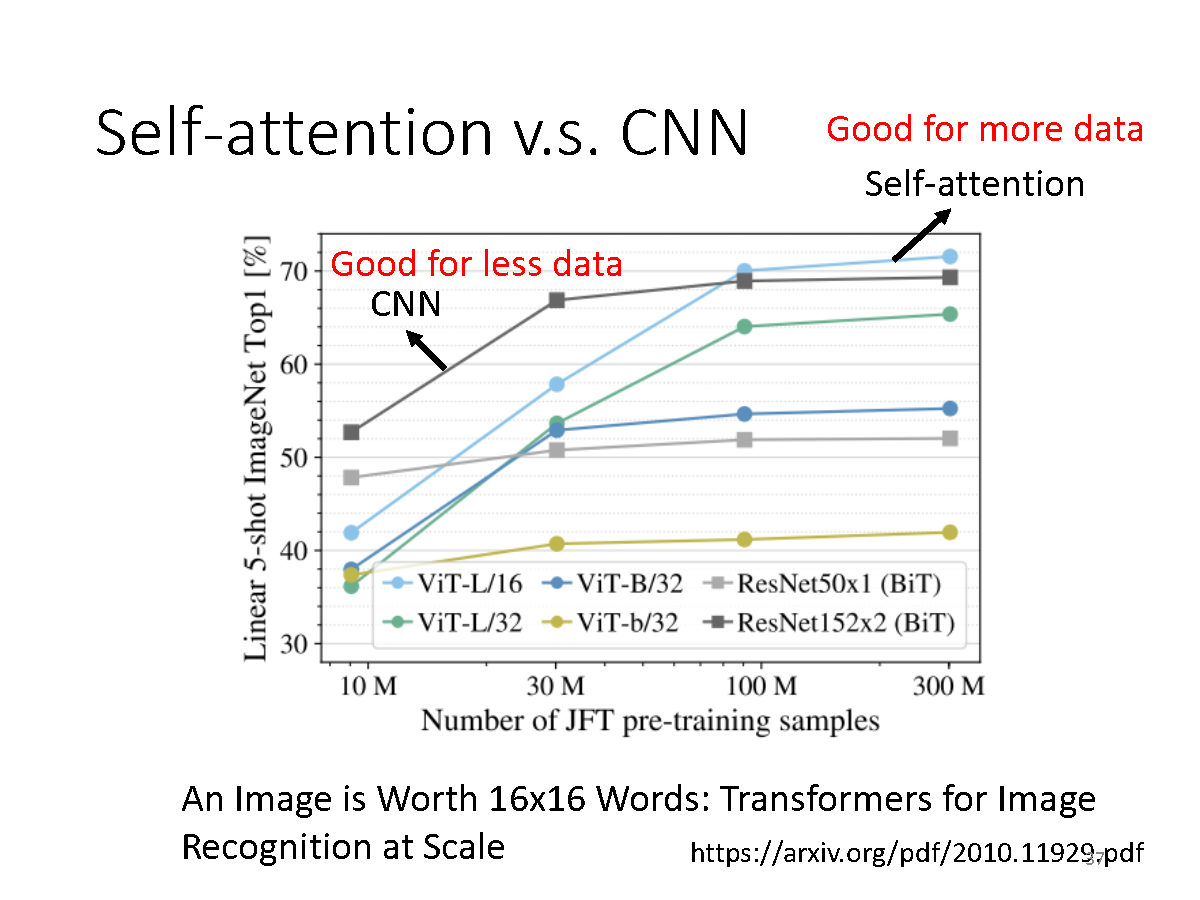 Self-attention v.s. CNN
Good for more data
Self-attention
Good for less data
CNN
Linear 5-shot ImageNet Top1 [%]
70
60
50
40
30
ViT-L/16
ViT-B/32
ResNet50x1 (BiT)
ViT-L/32
ViT-b/32
ResNet152x2 (BiT)
10 M
30 M
100 M
300 M
Number of JFT pre-training samples
An Image is Worth 16x16 Words: Transformers for Image
Recognition at Scale
https://arxiv.org/pdf/2010.11929.pdf
37